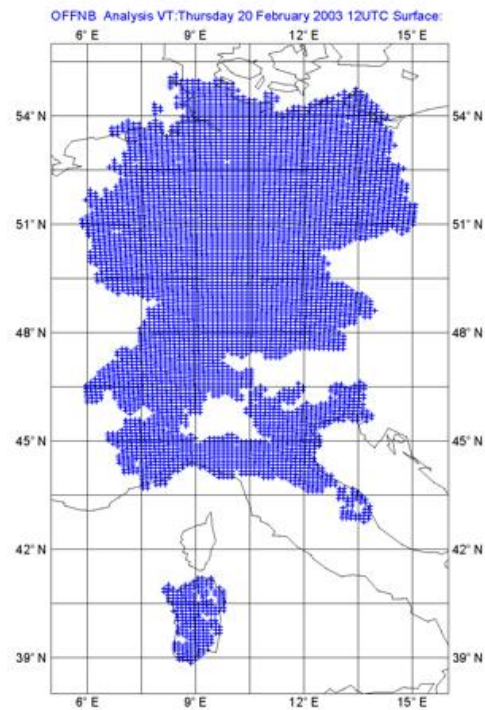 OFFNB Analysis VT:Thursday 20 February 2003 12UTC Surface:
6° E 9° E 12° E 15° E
54° N 54° N
51° N 51° N
48° N 48° N
45° N 45° N
42° N 42° N
39° N 39° N
6° E 9° E 12° E 15° E